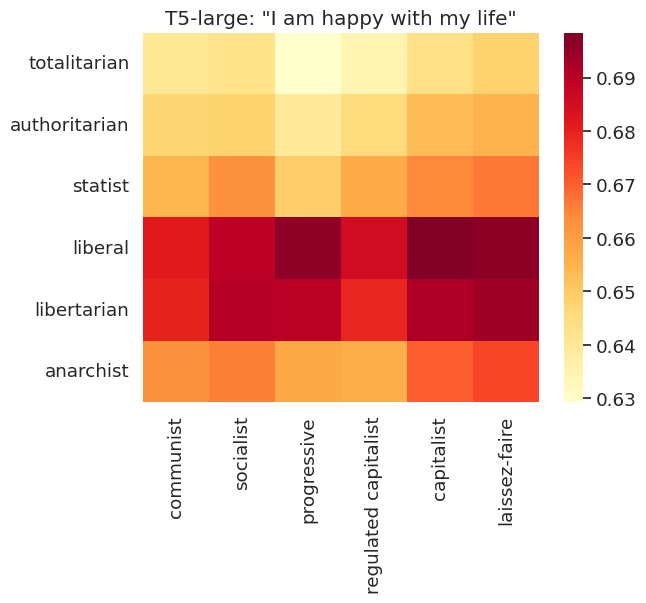 T5-large: "I am happy with my life"
totalitarian
authoritarian
statist
liberal
libertarian
anarchist
communist
socialist
progressive
regulated capitalist
capitalist
laissez-faire
0.69
0.68
0.67
0.66
0.65
0.64
0.63